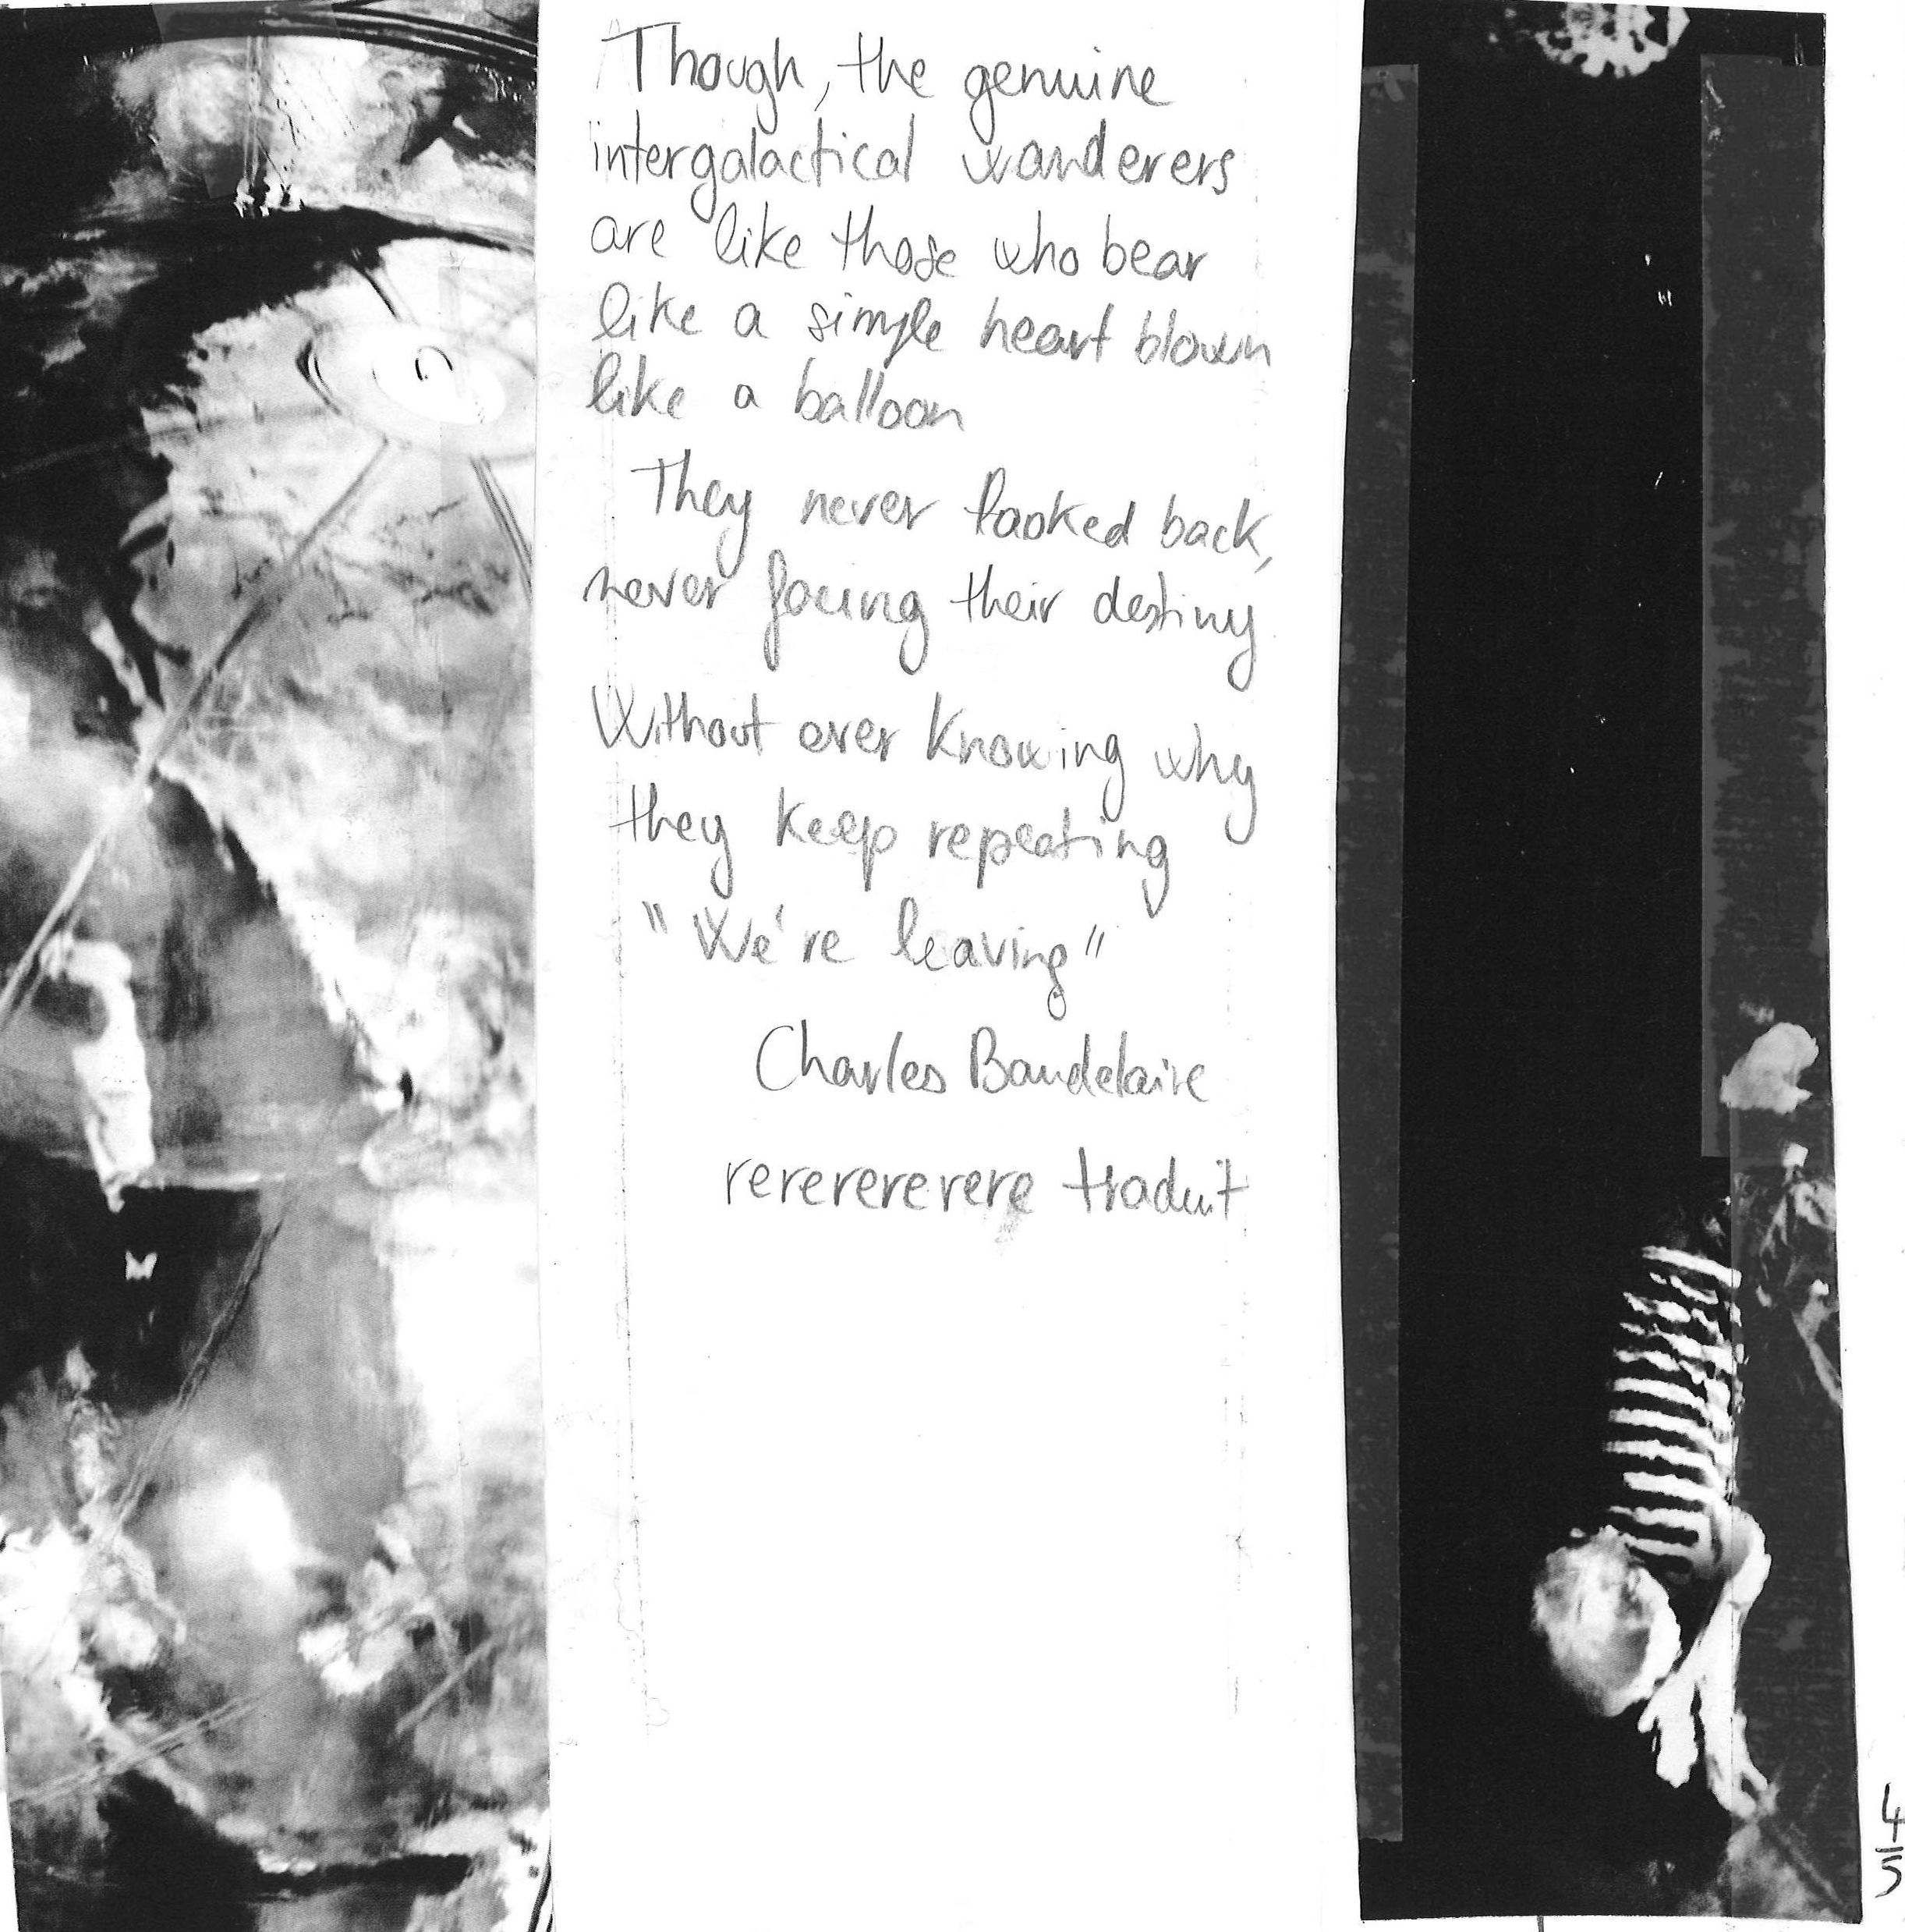 Though, the genuine
intergalactical wanderers
are like those who bear
like a simple heart blown
like a balloon
They never looked back,
never facing their destiny
Without ever knowing why
they keep repeating
"We're leaving"
Charles Baudelaire
rerererererere traduit
4/5